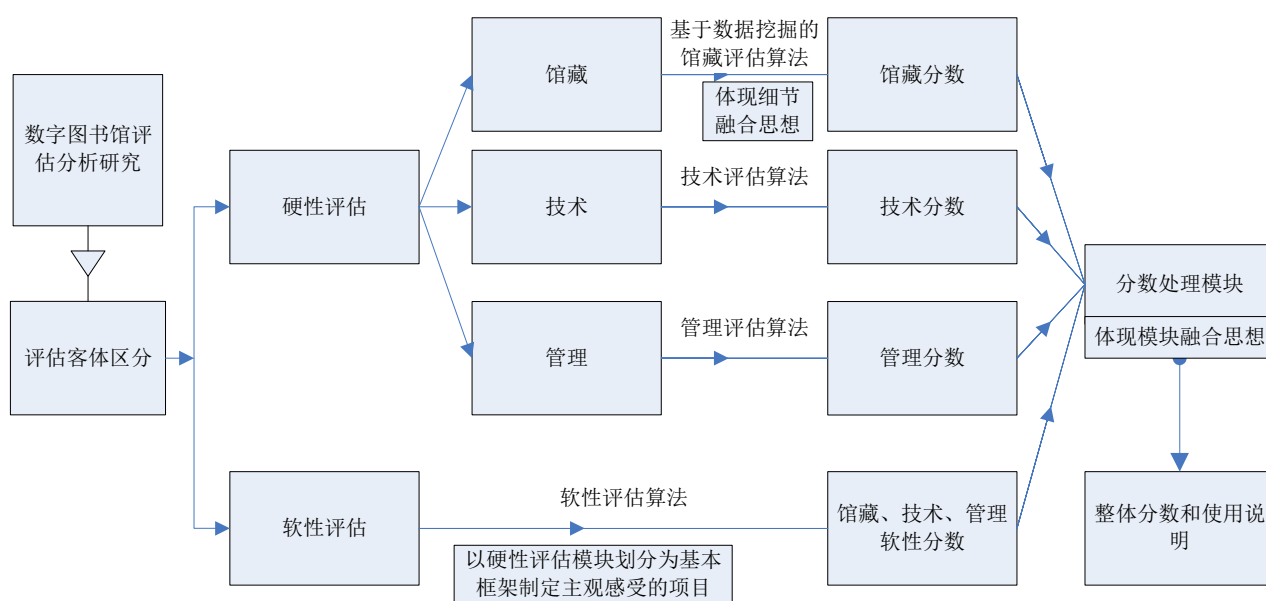 数字图书馆评
估分析研究
评估客体区分
硬性评估
软性评估
馆藏
技术
管理
基于数据挖掘的
馆藏评估算法
体现细节
融合思想
技术评估算法
管理评估算法
软性评估算法
以硬性评估模块划分为基本
框架制定主观感受的项目
馆藏分数
技术分数
管理分数
馆藏、技术、管理
软性分数
分数处理模块
体现模块融合思想
整体分数和使用说
明